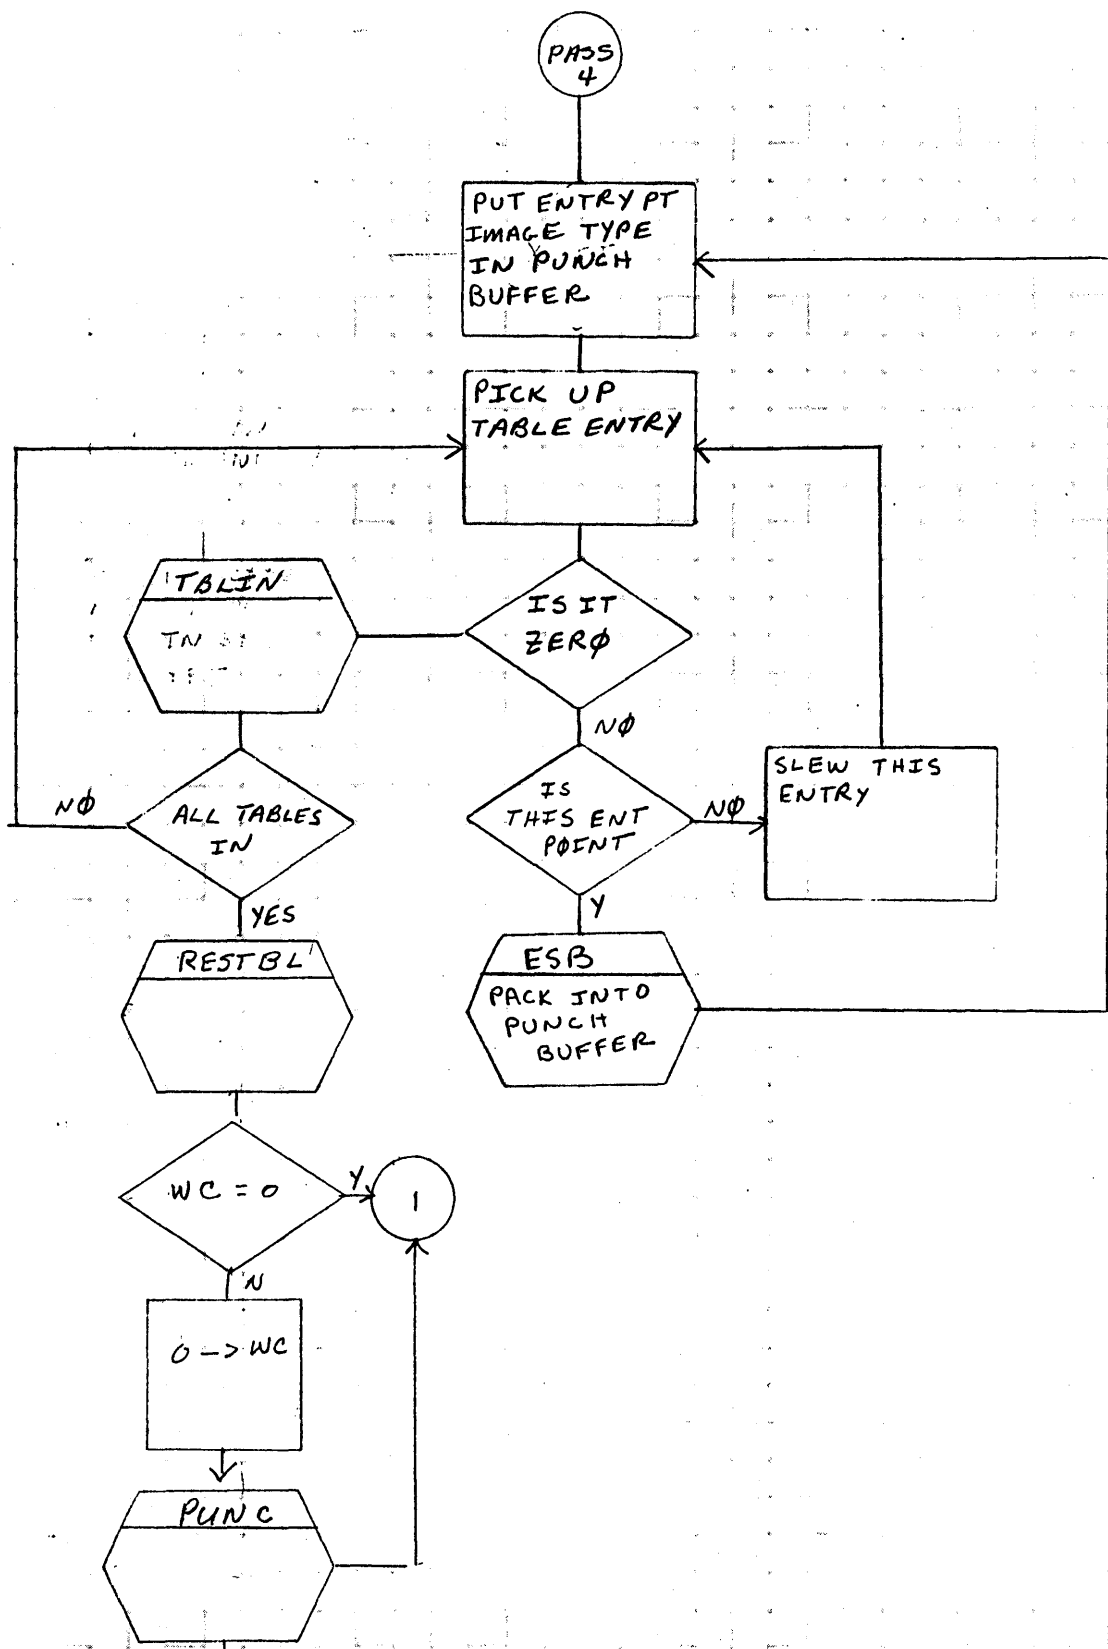 PASS
4
PUT ENTRY PT
IMAGE TYPE
IN PUNCH
BUFFER
PICK UP
TABLE ENTRY
TBLIN
IS IT
ZERØ
NØ
ALL TABLES
IN
NØ
YES
IS
THIS ENT
PØINT
NØ
Y
SLEW THIS
ENTRY
RESTBL
ESB
PACK INTO
PUNCH
BUFFER
WC = 0
Y
1
N
0 -> WC
PUNC